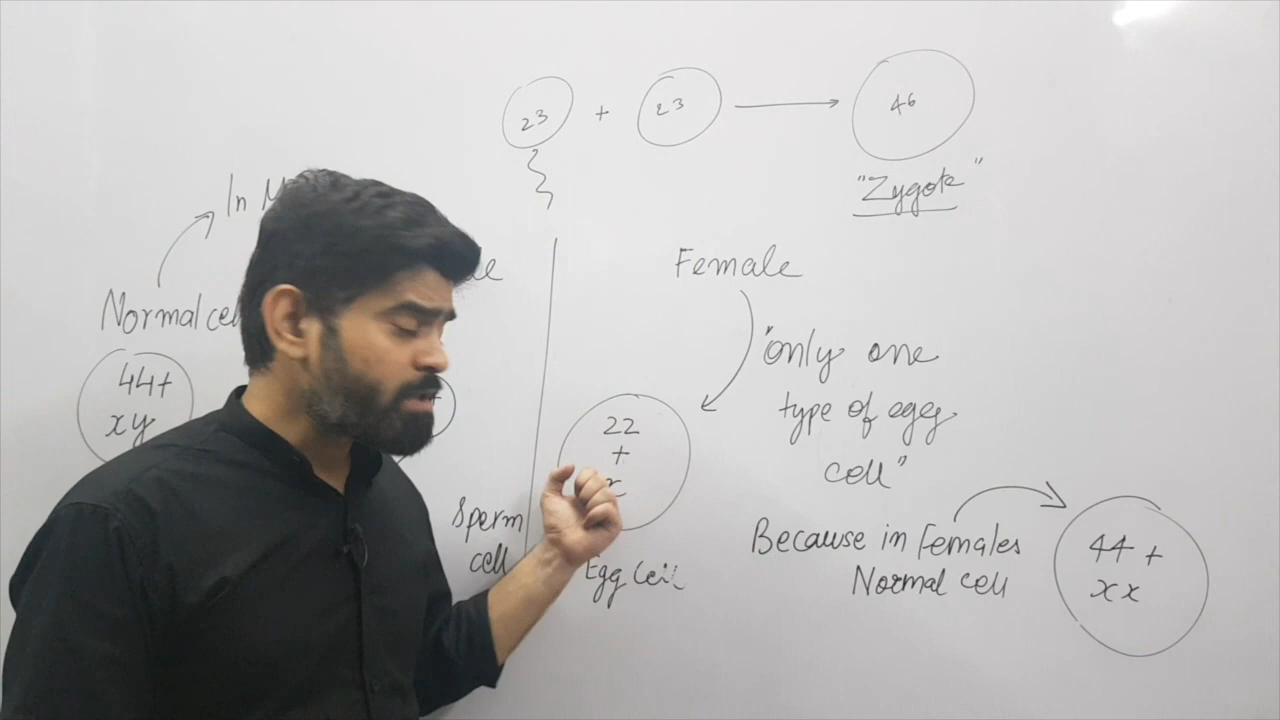 23 + 23 → 46
"Zygote"
In M
Normal cell
44+
xy
Sperm
cell
Female
"only one
type of egg
cell"
22
+
x
Egg Cell
Because in Females
Normal cell
44 +
xx